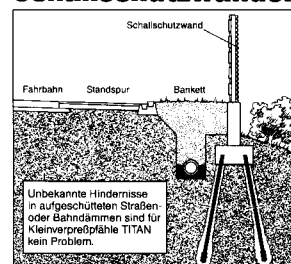 Schallschutzwand
Fahrbahn Standspur Bankett
Unbekannte Hindernisse
in aufgeschütteten Straßen-
oder Bahndämmen sind für
Kleinverpreßpfähle TITAN
kein Problem.